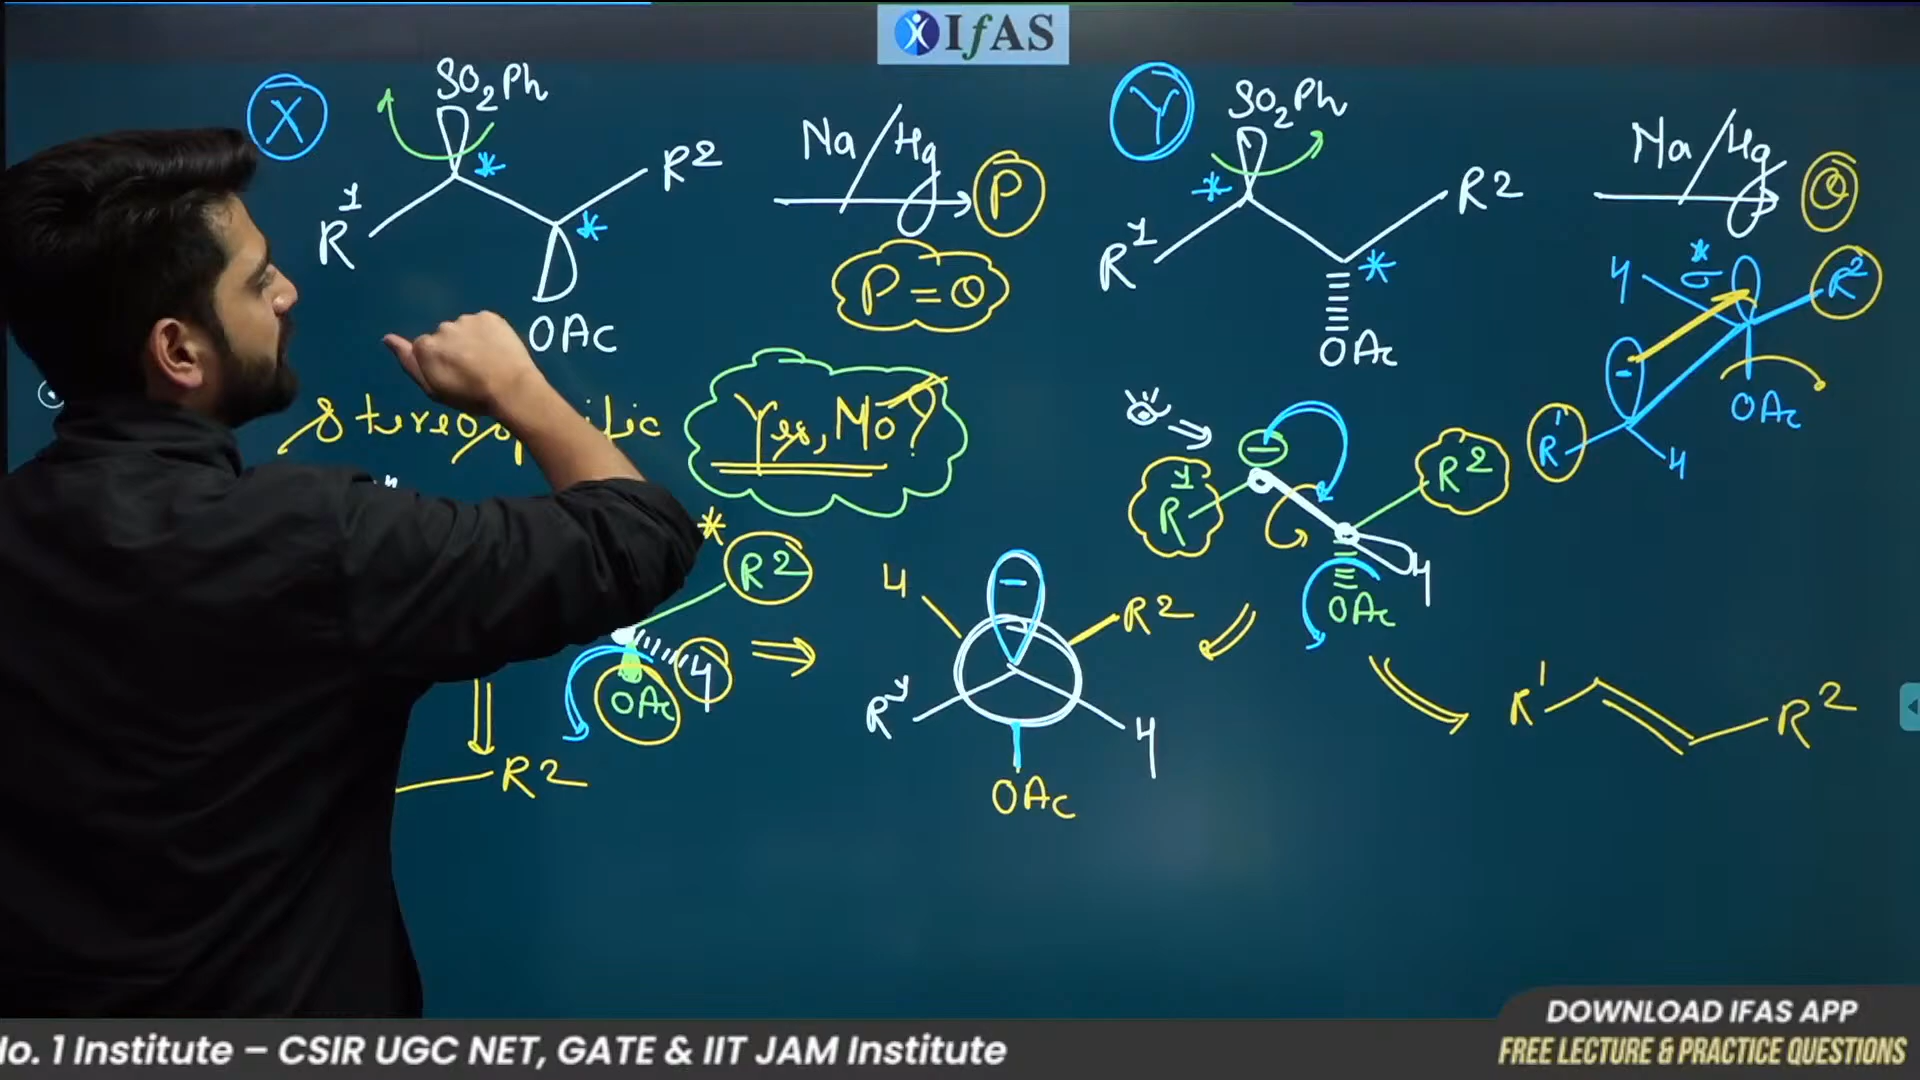 IfAS
X
SO2Ph
R1
*
*
R2
OAc
Na/Hg
P
P = Q
Y
SO2Ph
R1
*
*
R2
OAc
Na/Hg
Q
H
σ*
R2
-
R'
H
OAc
Yes, No?
*
R2
H
OAc
R2
H
-
R2
R1
H
OAc
-
R1
R2
H
OAc
R'
R2
No. 1 Institute – CSIR UGC NET, GATE & IIT JAM Institute
DOWNLOAD IFAS APP
FREE LECTURE & PRACTICE QUESTIONS